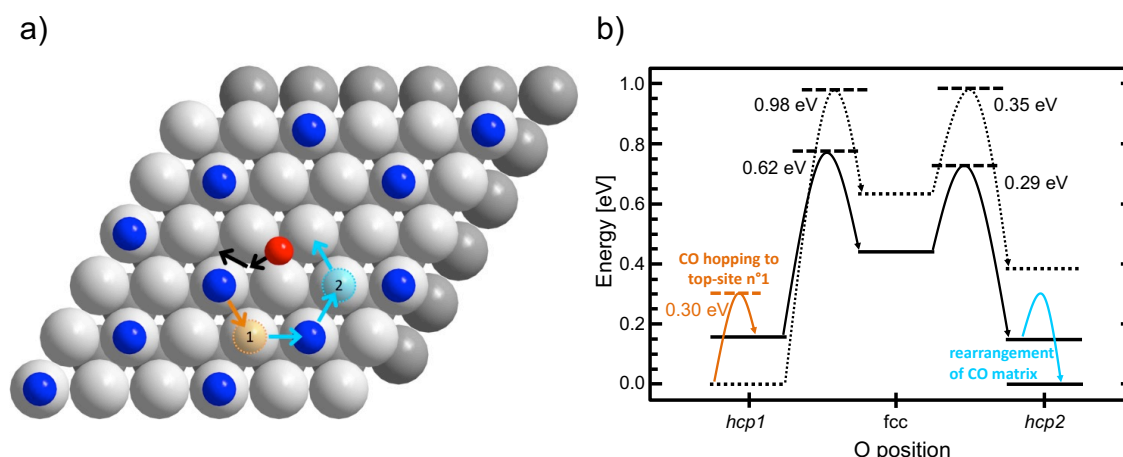 a)
1
2
b)
Energy [eV]
1.0
0.8
0.6
0.4
0.2
0.0
0.98 eV
0.35 eV
0.62 eV
0.29 eV
CO hopping to
top-site n°1
0.30 eV
rearrangement
of CO matrix
hcp1
fcc
hcp2
O position